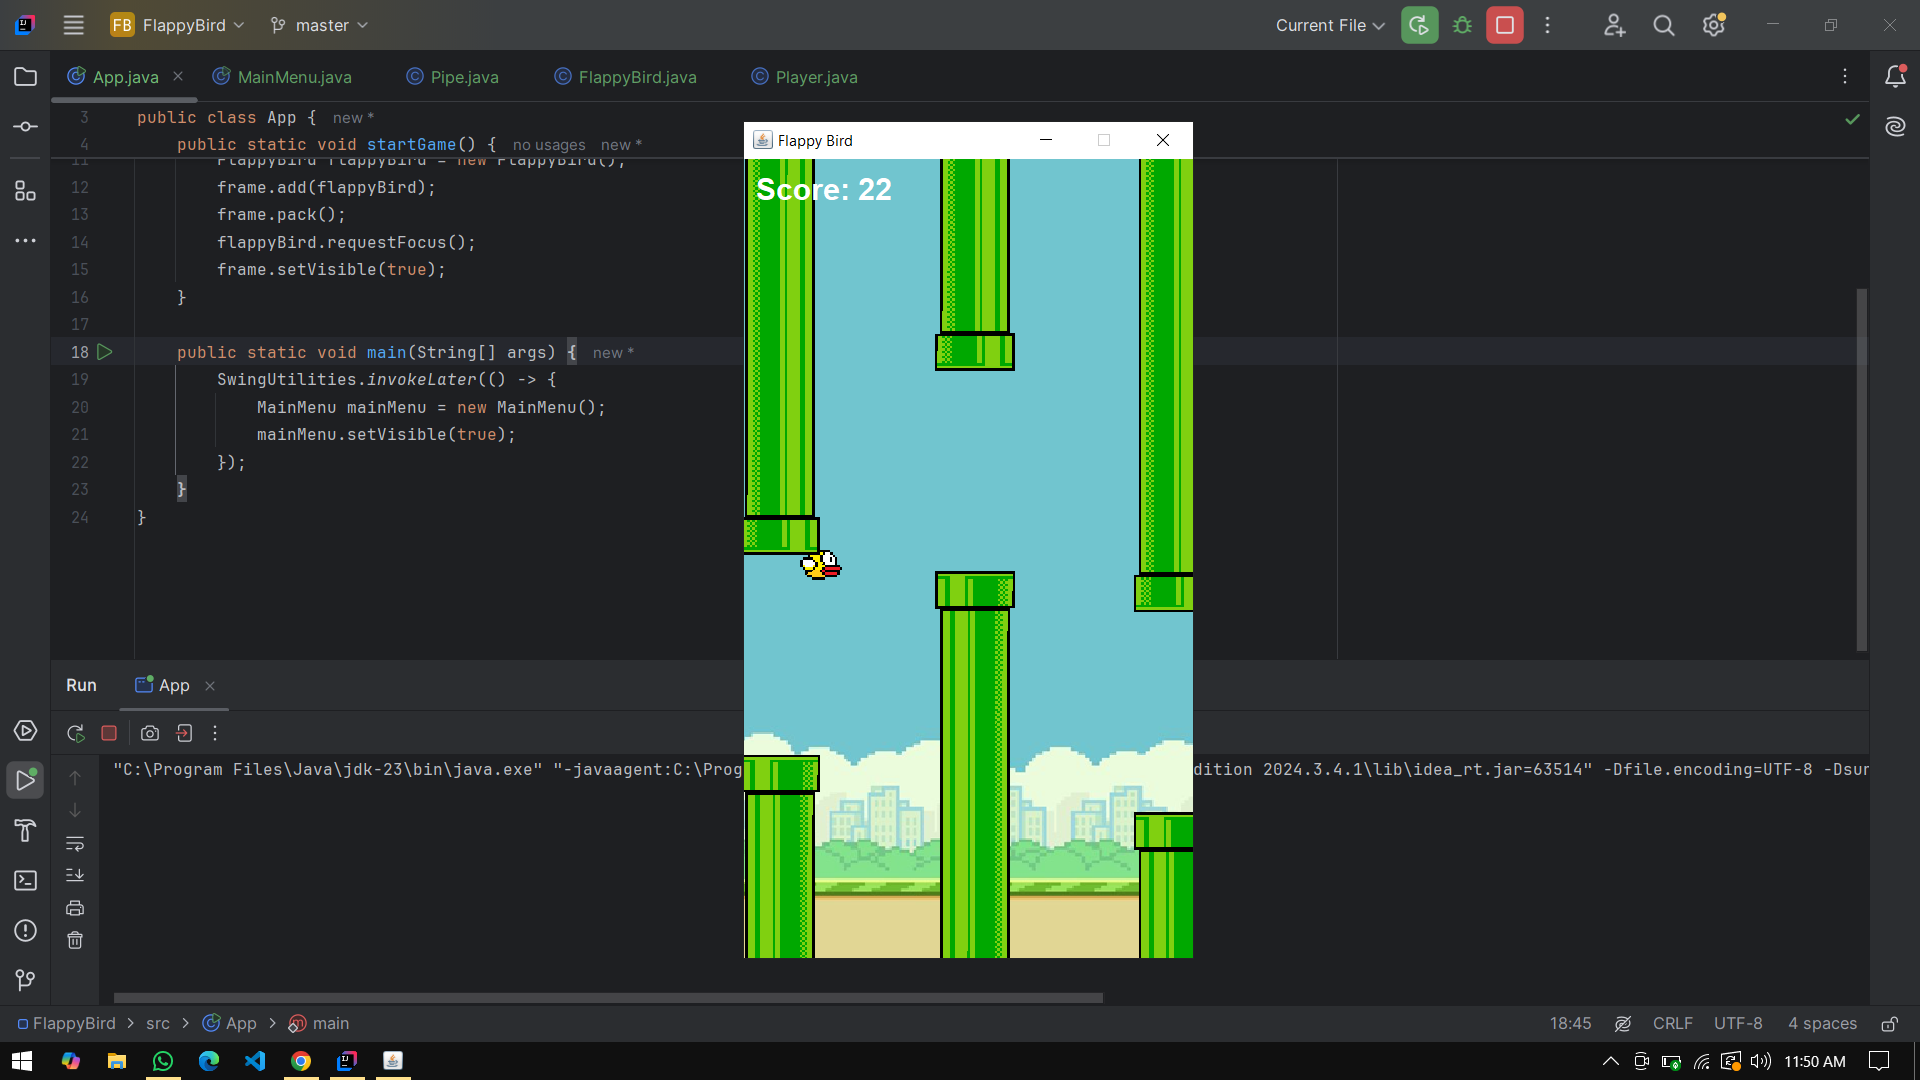 FB FlappyBird master Current File
App.java MainMenu.java Pipe.java FlappyBird.java Player.java
3 public class App { new *
4 public static void startGame() { no usages new *
11 FlappyBird flappyBird = new FlappyBird();
12 frame.add(flappyBird);
13 frame.pack();
14 flappyBird.requestFocus();
15 frame.setVisible(true);
16 }
17
18 public static void main(String[] args) { new *
19 SwingUtilities.invokeLater(() -> {
20 MainMenu mainMenu = new MainMenu();
21 mainMenu.setVisible(true);
22 });
23 }
24 }
Flappy Bird
Score: 22
Run App
"C:\Program Files\Java\jdk-23\bin\java.exe" "-javaagent:C:\Prog
dition 2024.3.4.1\lib\idea_rt.jar=63514" -Dfile.encoding=UTF-8 -Dsur
FlappyBird > src > App > main
18:45 CRLF UTF-8 4 spaces
11:50 AM